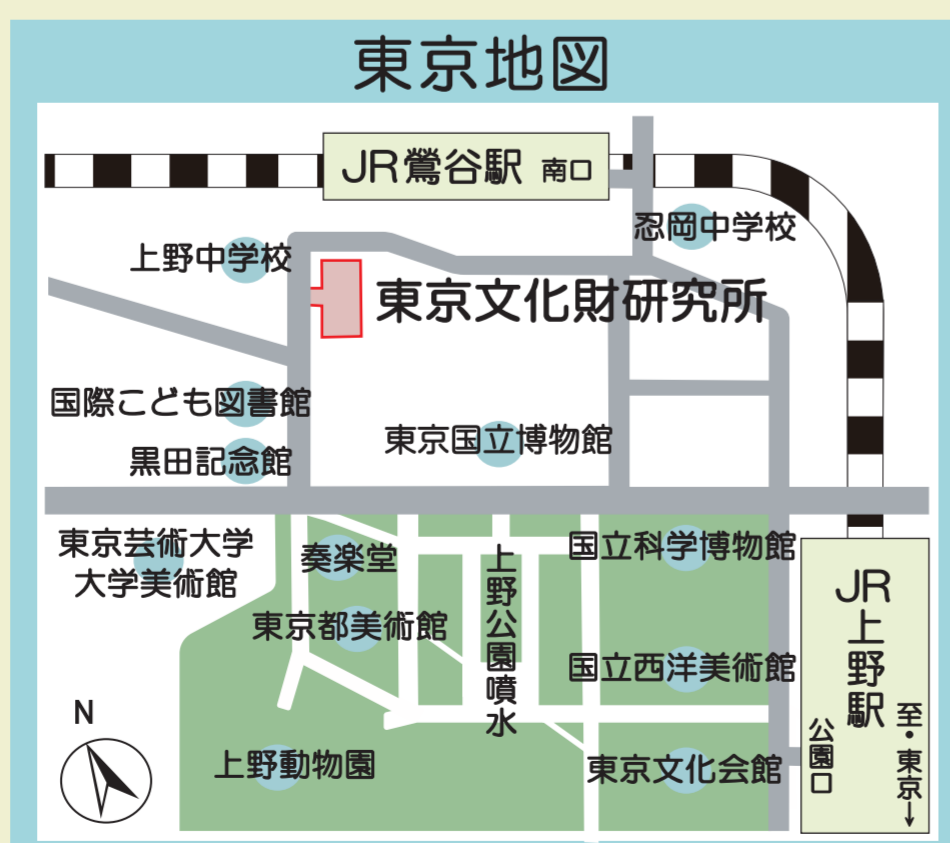 東京地図
JR鶯谷駅 南口
忍岡中学校
上野中学校
東京文化財研究所
国際こども図書館
東京国立博物館
黒田記念館
東京芸術大学
大学美術館
奏楽堂
上野公園噴水
国立科学博物館
JR上野駅
東京都美術館
国立西洋美術館
公園口
至・東京↓
N
上野動物園
東京文化会館